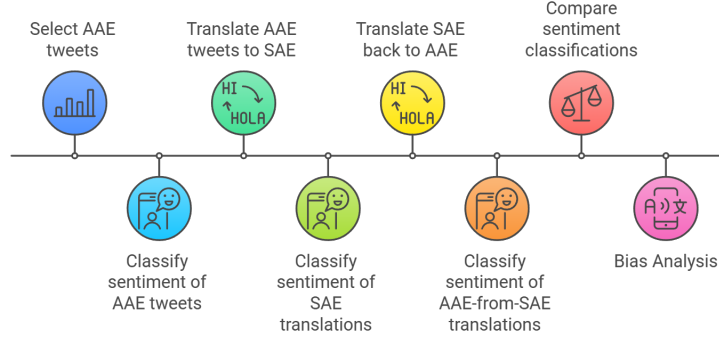 Select AAE
tweets
Translate AAE
tweets to SAE
Translate SAE
back to AAE
Compare
sentiment
classifications
HI
HOLA
HI
HOLA
A 文
Classify
sentiment of
AAE tweets
Classify
sentiment of
SAE
translations
Classify
sentiment of
AAE-from-SAE
translations
Bias Analysis